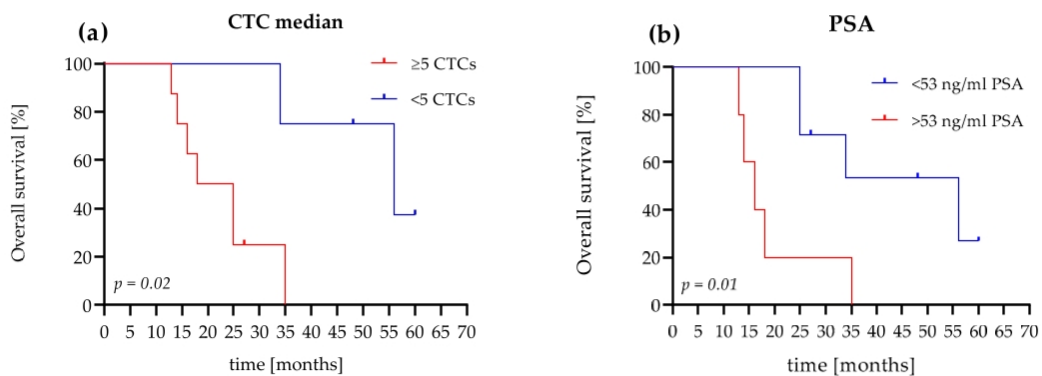 (a)
CTC median
Overall survival [%]
100
80
60
40
20
0
≥5 CTCs
<5 CTCs
p = 0.02
0 5 10 15 20 25 30 35 40 45 50 55 60 65 70
time [months]
(b)
PSA
Overall survival [%]
100
80
60
40
20
0
<53 ng/ml PSA
>53 ng/ml PSA
p = 0.01
0 5 10 15 20 25 30 35 40 45 50 55 60 65 70
time [months]